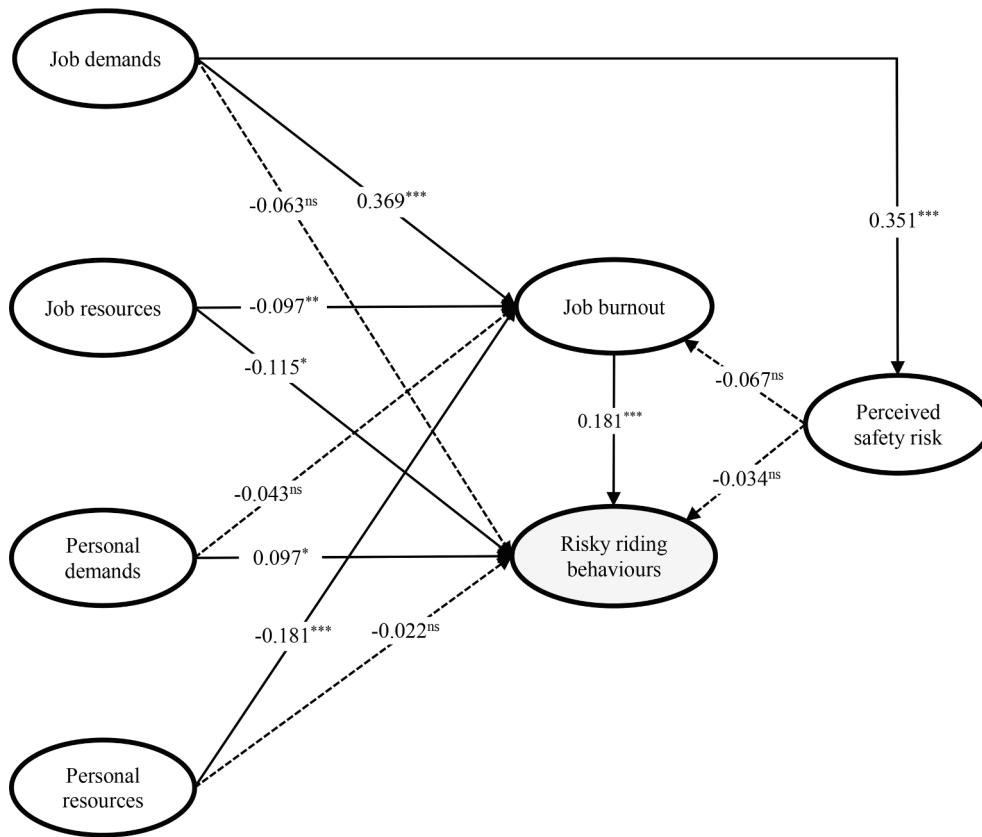 Job demands
-0.063ns
0.369***
0.351***
Job resources
-0.097**
Job burnout
-0.115*
-0.067ns
Perceived
safety risk
0.181***
-0.043ns
-0.034ns
Personal
demands
0.097*
Risky riding
behaviours
-0.181***
-0.022ns
Personal
resources